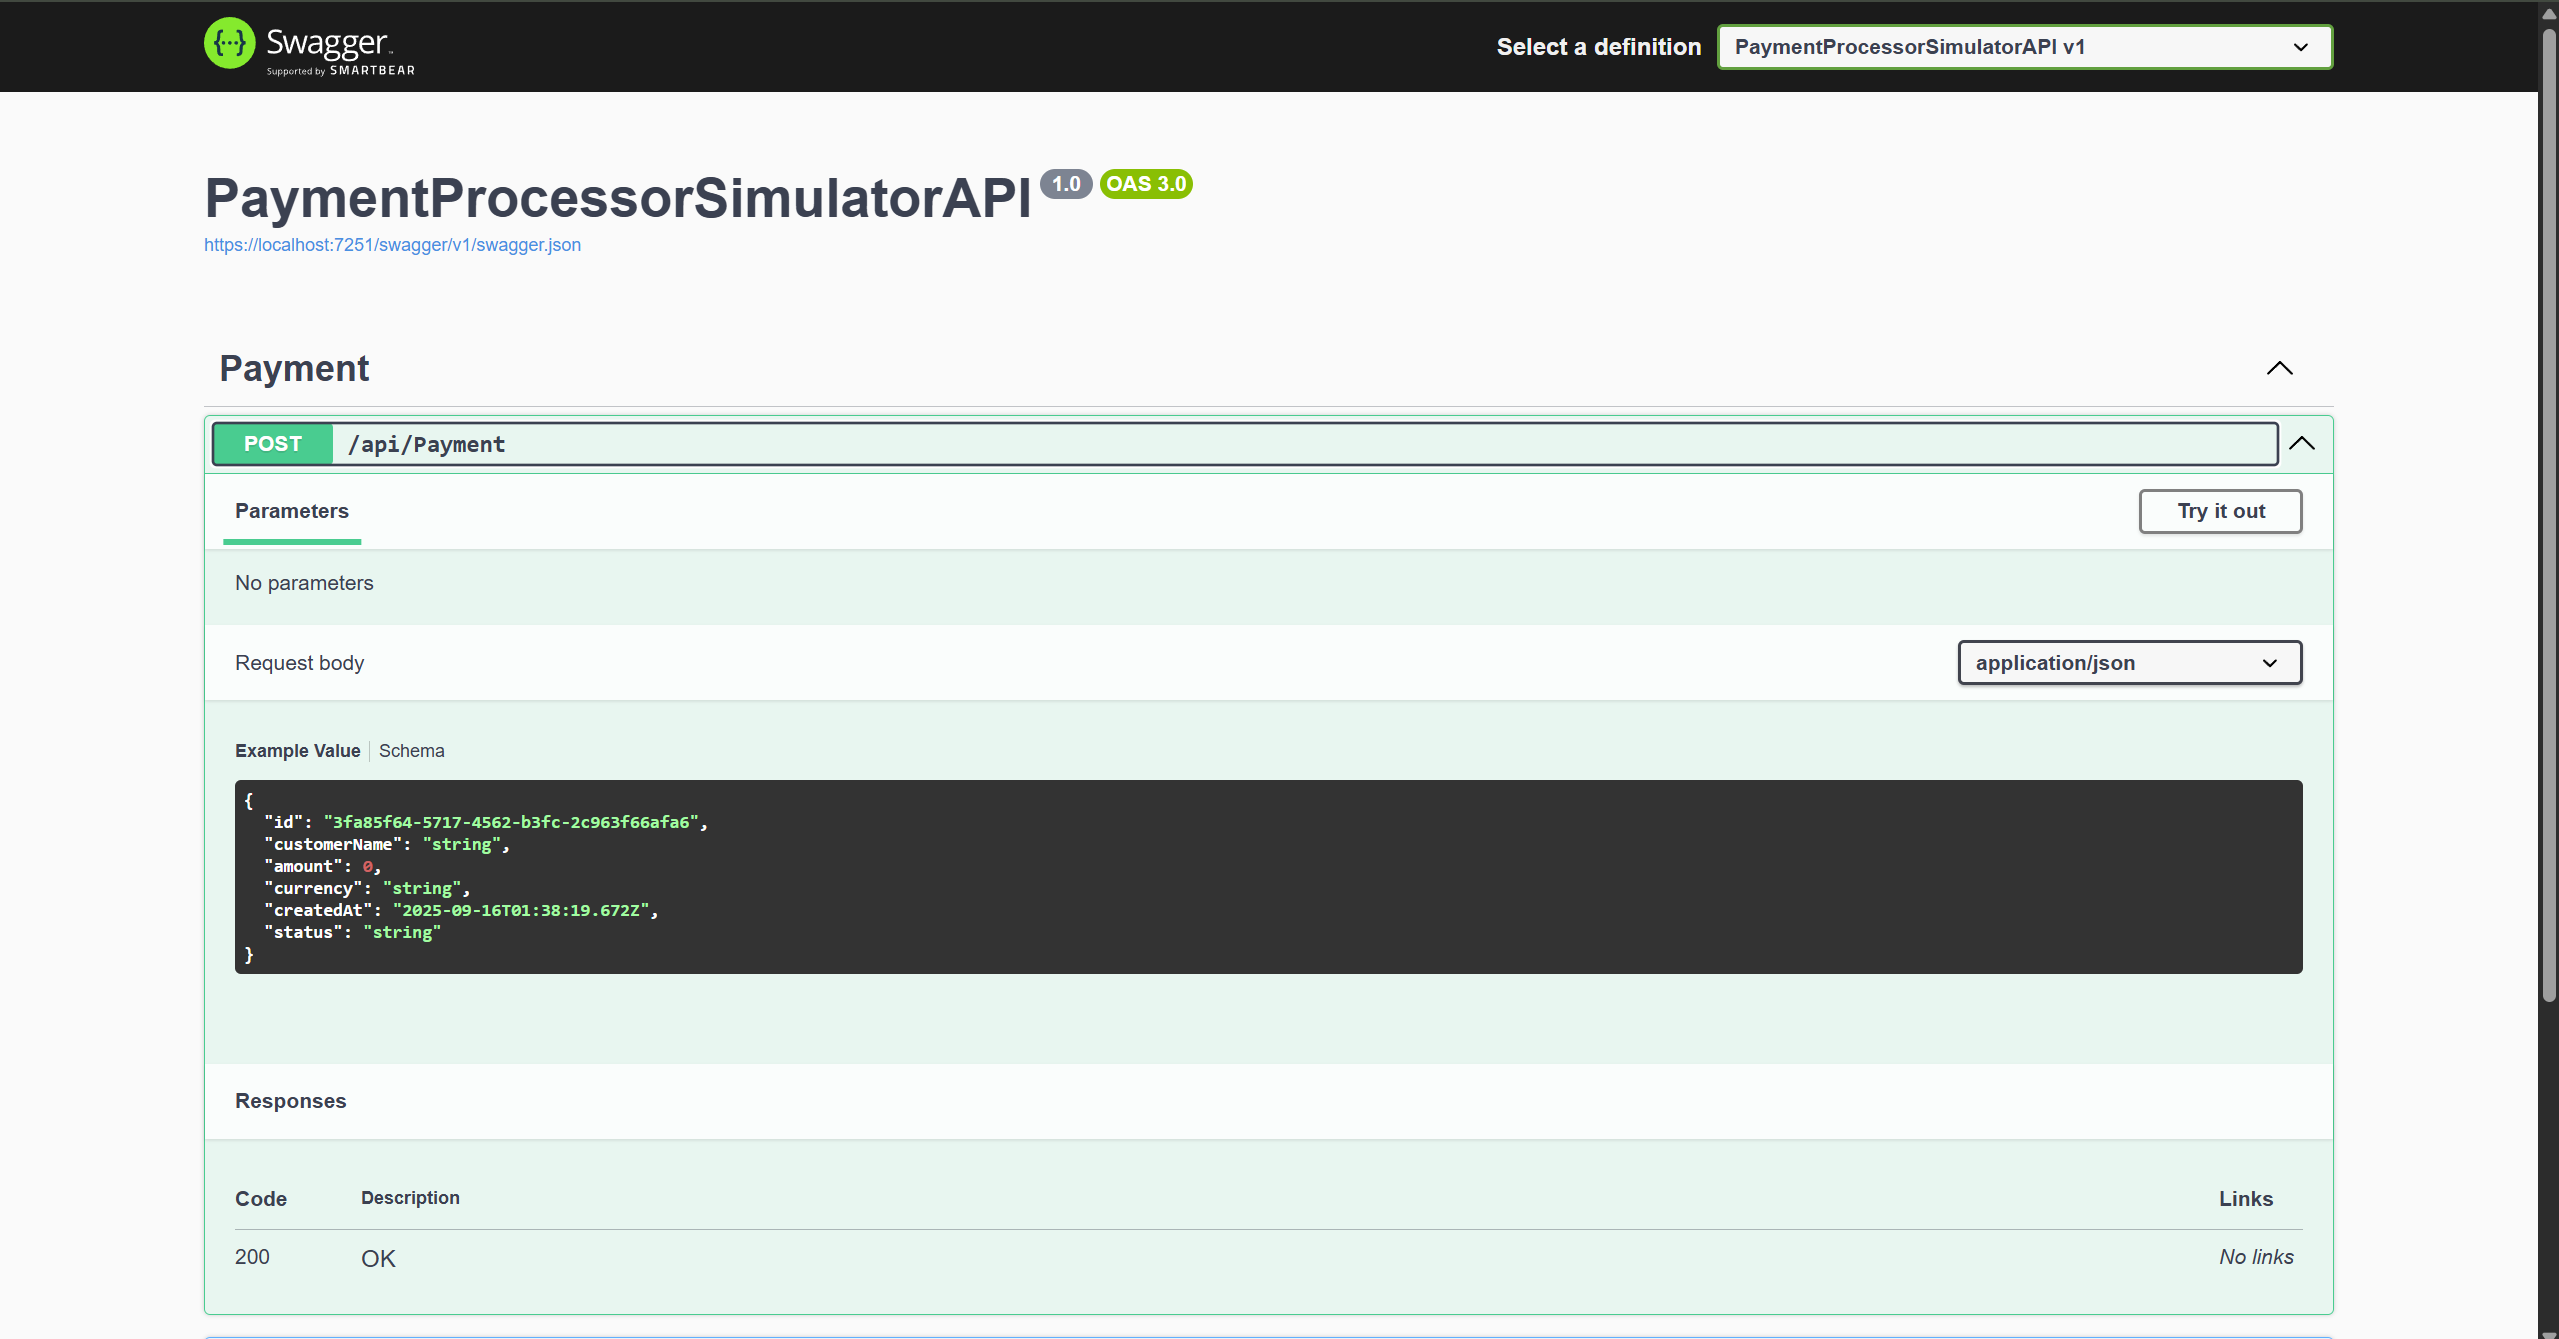 Swagger™
Supported by SMARTBEAR
Select a definition
PaymentProcessorSimulatorAPI v1
PaymentProcessorSimulatorAPI 1.0 OAS 3.0
https://localhost:7251/swagger/v1/swagger.json
Payment
POST /api/Payment
Parameters
Try it out
No parameters
Request body
application/json
Example Value | Schema
{
  "id": "3fa85f64-5717-4562-b3fc-2c963f66afa6",
  "customerName": "string",
  "amount": 0,
  "currency": "string",
  "createdAt": "2025-09-16T01:38:19.672Z",
  "status": "string"
}
Responses
Code Description Links
200 OK No links